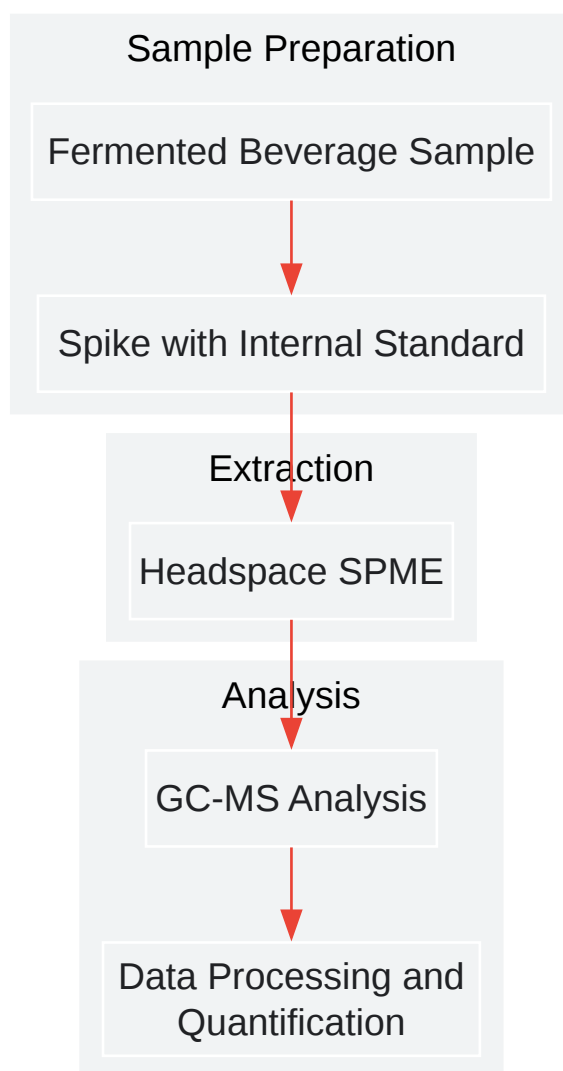 Sample Preparation
Fermented Beverage Sample
Spike with Internal Standard
Extraction
Headspace SPME
Analysis
GC-MS Analysis
Data Processing and
Quantification